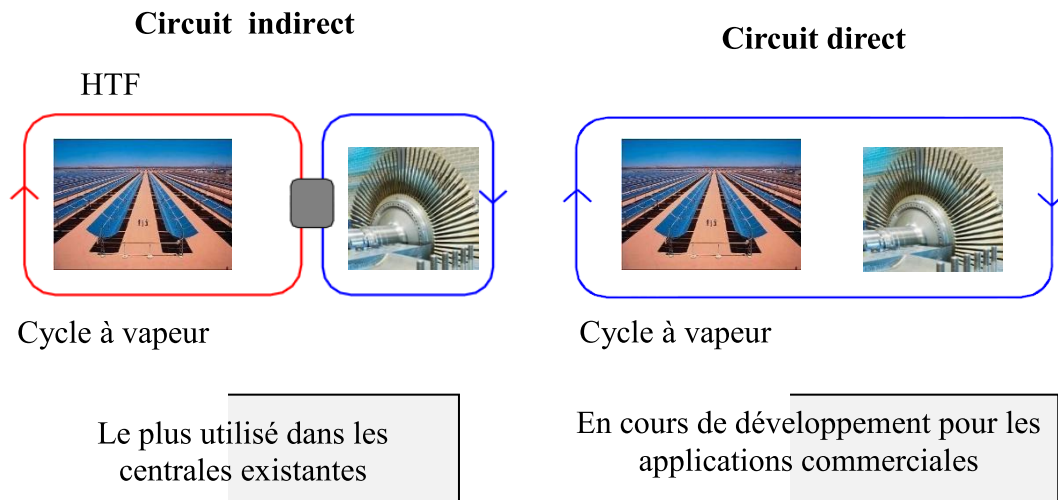 Circuit indirect
HTF
Cycle à vapeur
Le plus utilisé dans les
centrales existantes
Circuit direct
Cycle à vapeur
En cours de développement pour les
applications commerciales